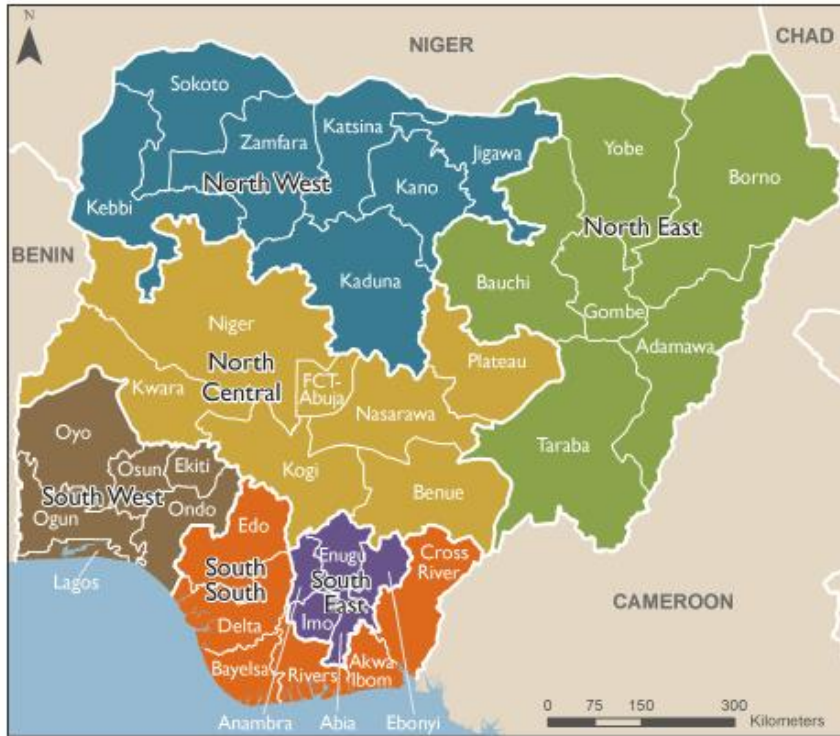 N
NIGER
CHAD
Sokoto
Katsina
Zamfara
Jigawa
Yobe
North West
Kano
Borno
Kebbi
North East
BENIN
Kaduna
Bauchi
Gombe
Niger
Adamawa
North
Central
Plateau
FCT-
Abuja
Kwara
Nasarawa
Oyo
Taraba
Osun
Ekiti
Kogi
South West
Benue
Ogun
Ondo
Edo
Enugu
Cross
River
South
South
South
East
Lagos
CAMEROON
Imo
Delta
Bayelsa
Rivers
Akwa
Ibom
0 75 150 300
Kilometers
Anambra
Abia
Ebonyi